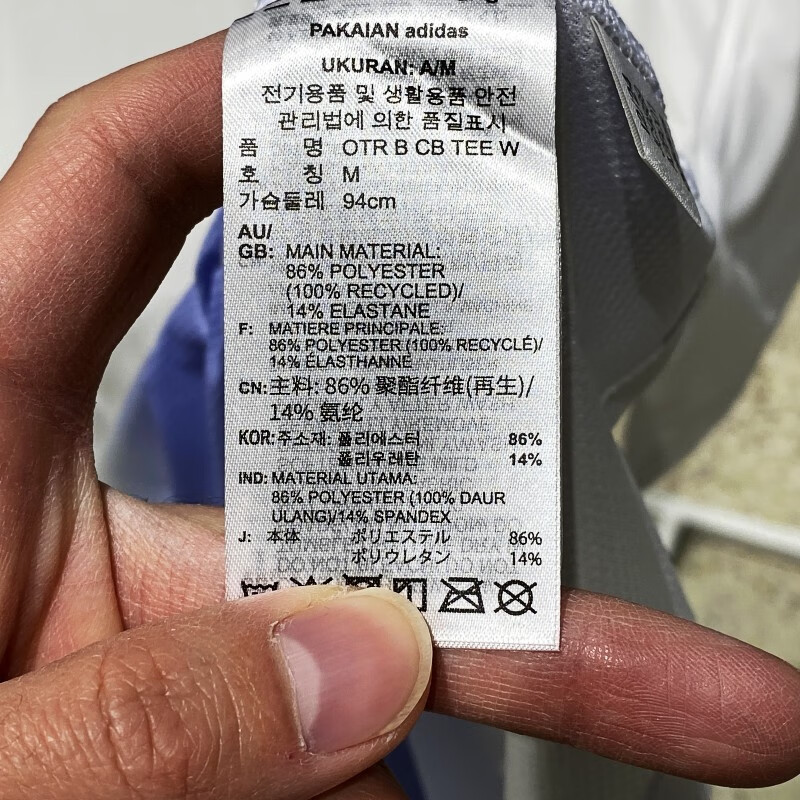 PAKAIAN adidas
UKURAN: A/M
전기용품 및 생활용품 안전
관리법에 의한 품질표시
품 명 OTR B CB TEE W
호 칭 M
가슴둘레 94cm
AU/
GB: MAIN MATERIAL:
86% POLYESTER
(100% RECYCLED)/
14% ELASTANE
F: MATIERE PRINCIPALE:
86% POLYESTER (100% RECYCLÉ)/
14% ÉLASTHANNE
CN: 主料: 86% 聚酯纤维(再生)/
14% 氨纶
KOR: 주소재: 폴리에스터 86%
폴리우레탄 14%
IND: MATERIAL UTAMA:
86% POLYESTER (100% DAUR
ULANG)/14% SPANDEX
J: 本体 ポリエステル 86%
ポリウレタン 14%